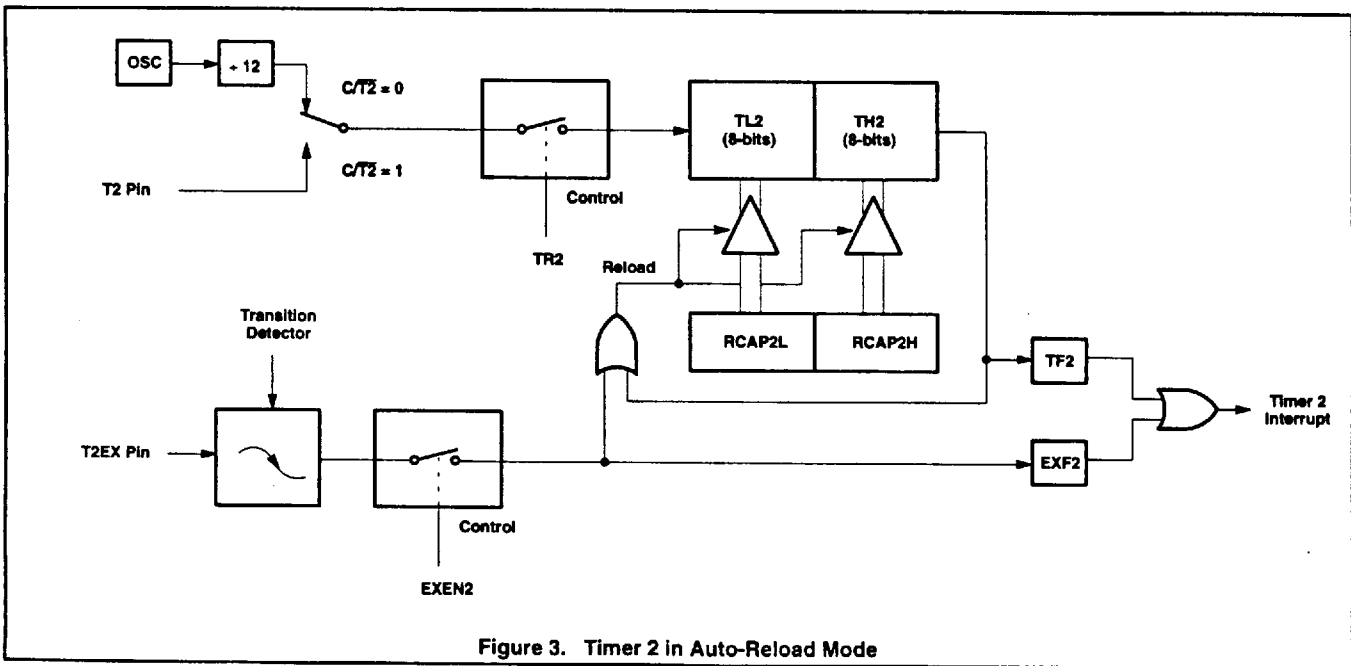 OSC
÷ 12
C/T2 = 0
C/T2 = 1
T2 Pin
Control
TR2
TL2
(8-bits)
TH2
(8-bits)
Reload
RCAP2L
RCAP2H
Transition
Detector
T2EX Pin
Control
EXEN2
TF2
EXF2
Timer 2
Interrupt
Figure 3. Timer 2 in Auto-Reload Mode